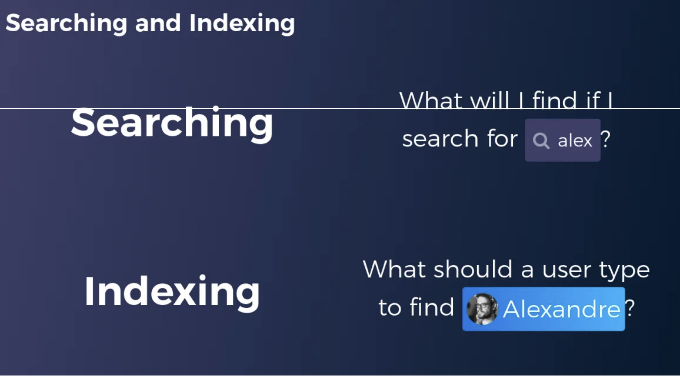 Searching and Indexing
Searching
What will I find if I
search for alex ?
Indexing
What should a user type
to find Alexandre ?